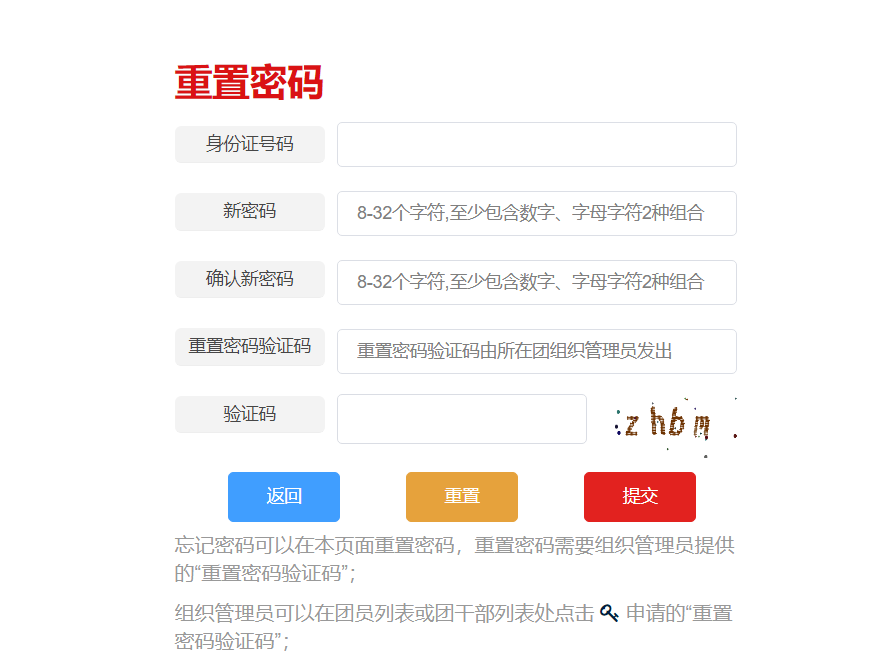 重置密码
身份证号码
新密码
8-32个字符,至少包含数字、字母字符2种组合
确认新密码
8-32个字符,至少包含数字、字母字符2种组合
重置密码验证码
重置密码验证码由所在团组织管理员发出
验证码
zhbm
返回
重置
提交
忘记密码可以在本页面重置密码，重置密码需要组织管理员提供
的“重置密码验证码”；
组织管理员可以在团员列表或团干部列表处点击 申请的“重置
密码验证码”；